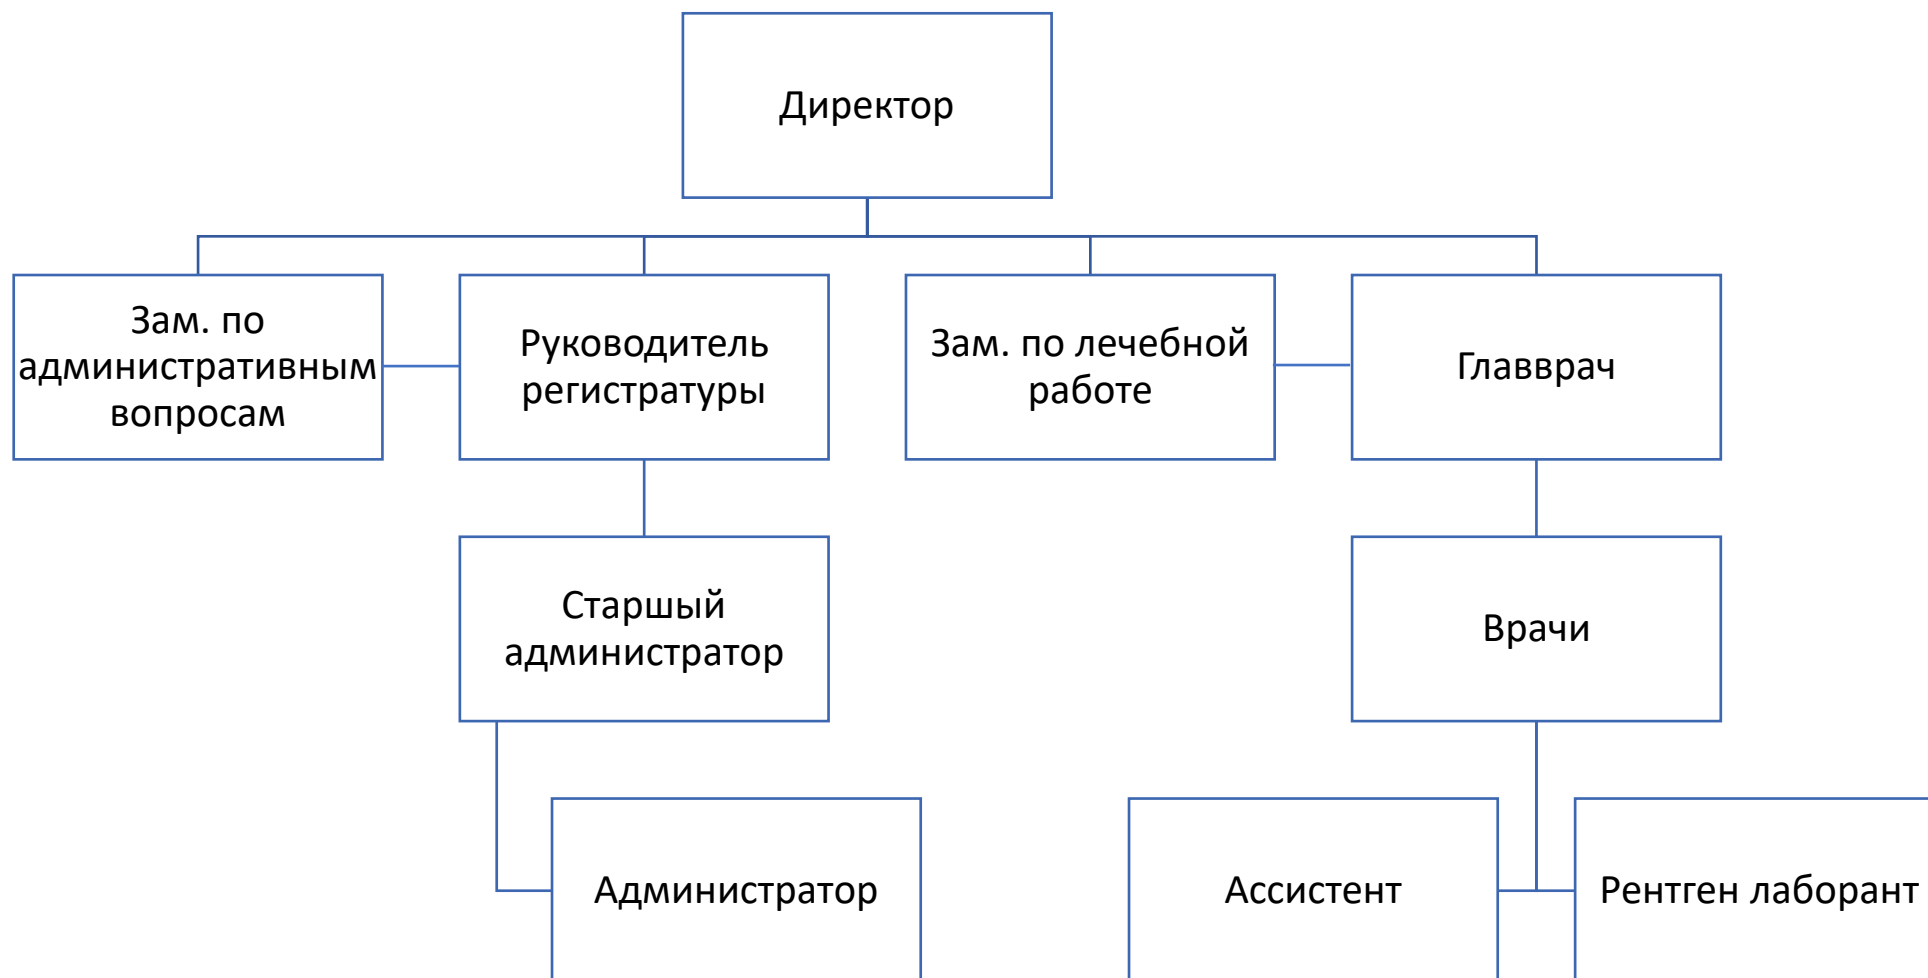 Директор
Зам. по
административным
вопросам
Руководитель
регистратуры
Зам. по лечебной
работе
Главврач
Старшый
администратор
Врачи
Администратор
Ассистент
Рентген лаборант